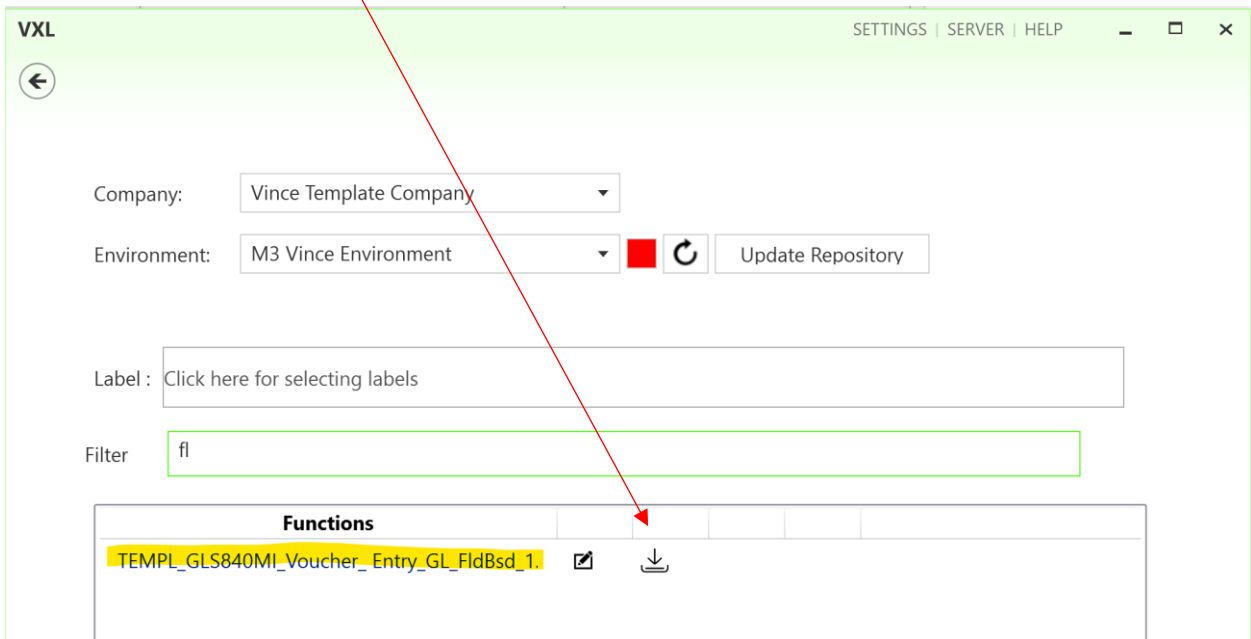 VXL SETTINGS | SERVER | HELP
Company: Vince Template Company
Environment: M3 Vince Environment Update Repository
Label : Click here for selecting labels
Filter fl
Functions
TEMPL_GLS840MI_Voucher_ Entry_GL_FldBsd_1.